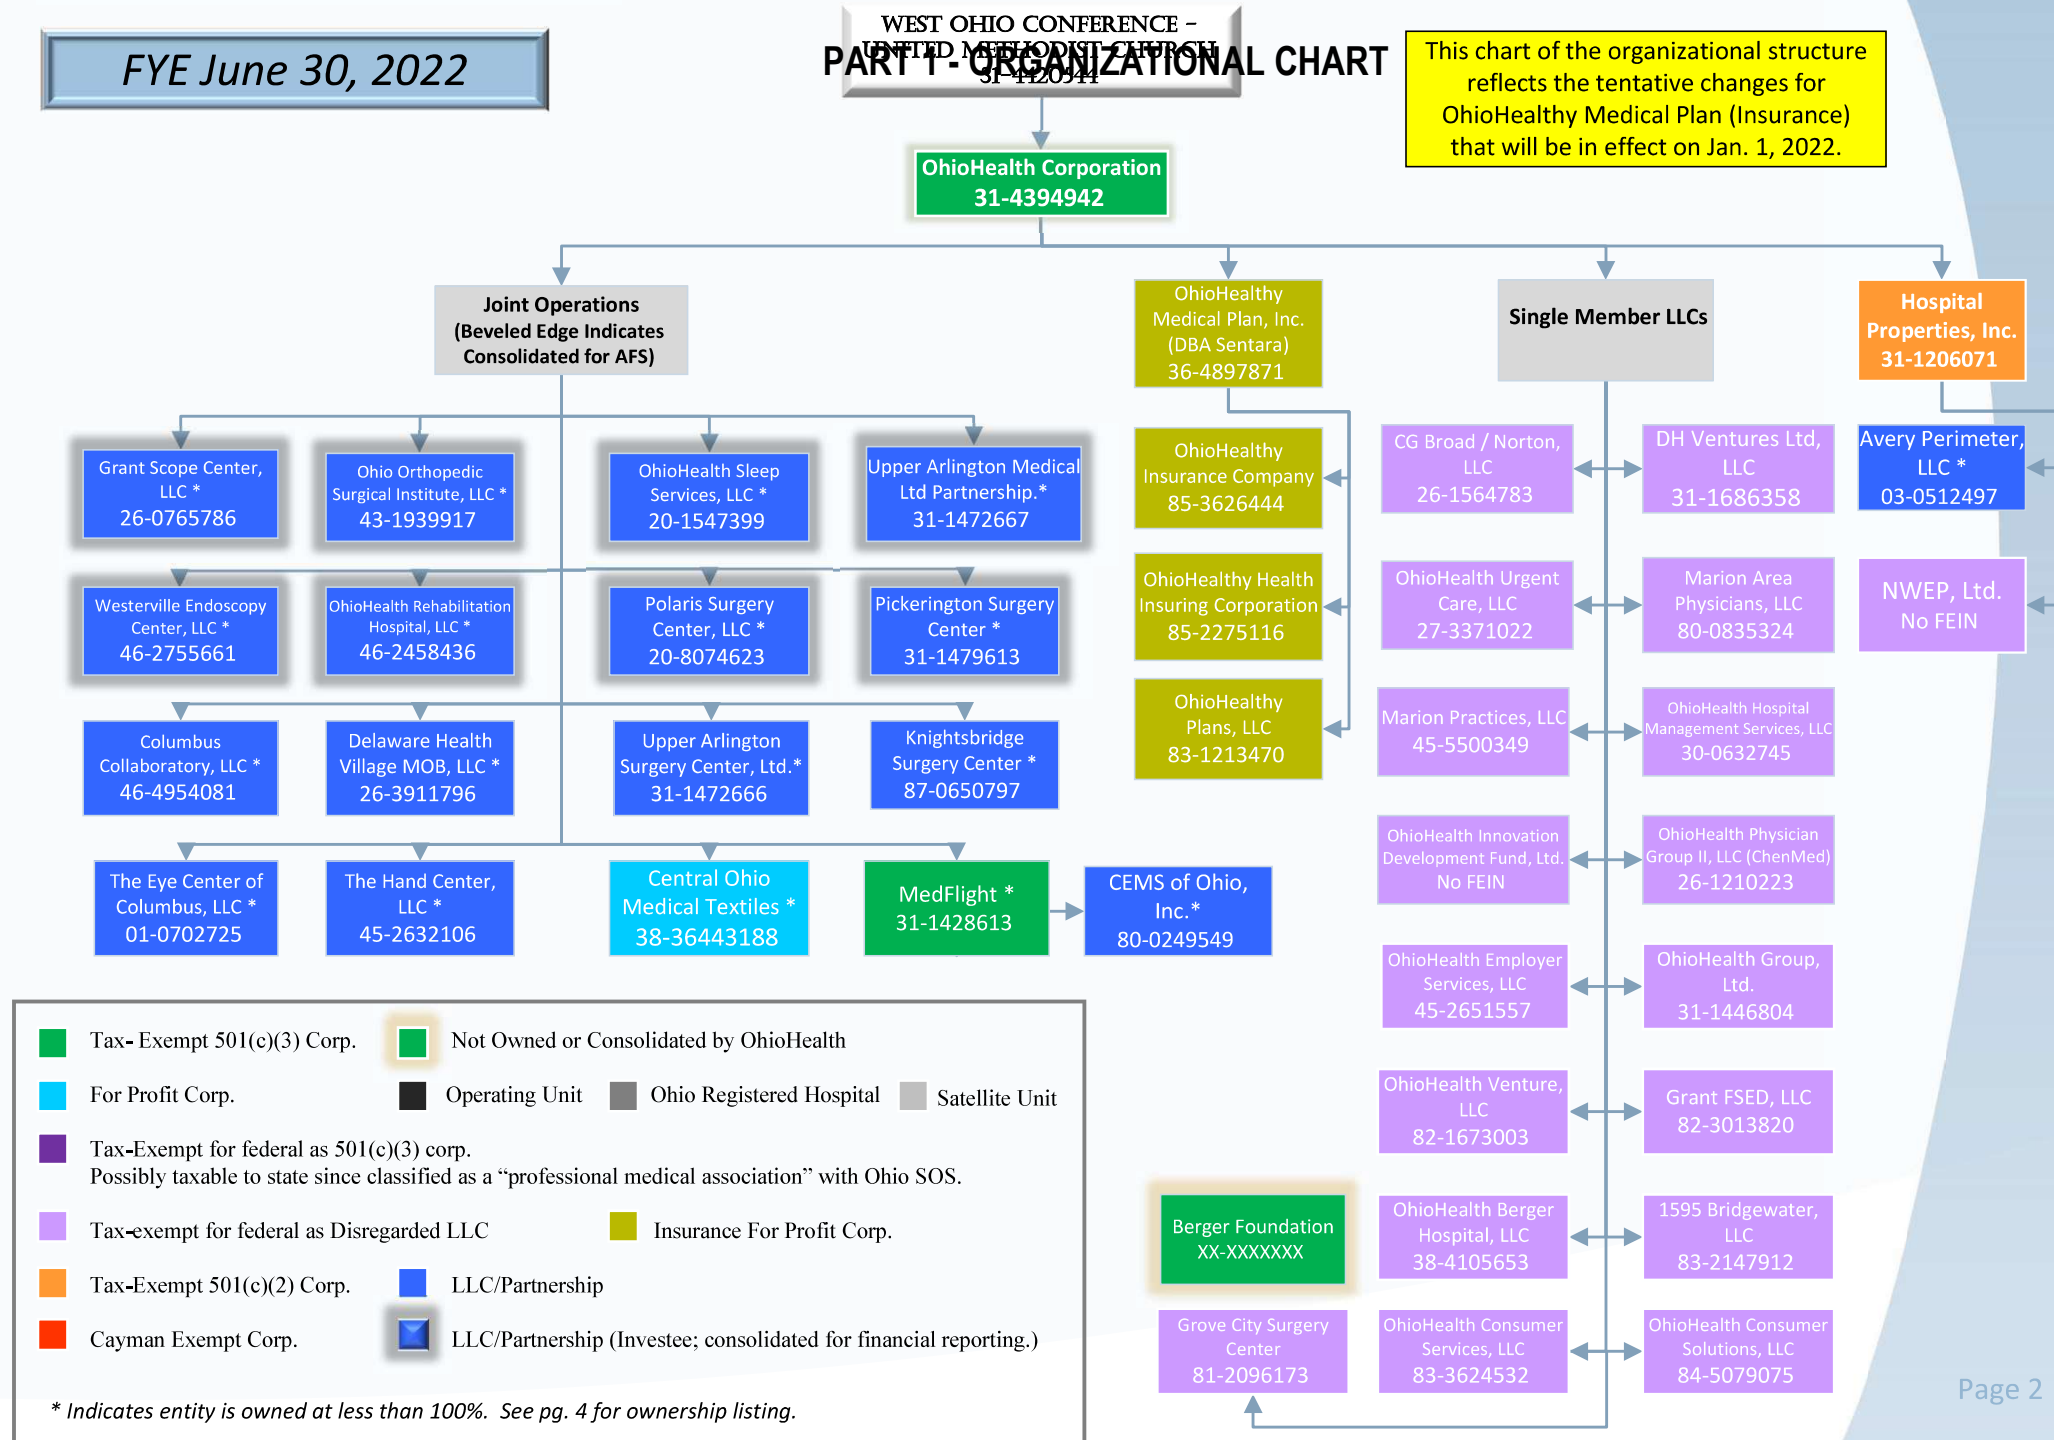 FYE June 30, 2022
WEST OHIO CONFERENCE –
UNITED METHODIST CHURCH
31-4420544
PART 1 - ORGANIZATIONAL CHART
This chart of the organizational structure
reflects the tentative changes for
OhioHealthy Medical Plan (Insurance)
that will be in effect on Jan. 1, 2022.
OhioHealth Corporation
31-4394942
Joint Operations
(Beveled Edge Indicates
Consolidated for AFS)
OhioHealthy
Medical Plan, Inc.
(DBA Sentara)
36-4897871
Single Member LLCs
Hospital
Properties, Inc.
31-1206071
Grant Scope Center,
LLC *
26-0765786
Ohio Orthopedic
Surgical Institute, LLC *
43-1939917
OhioHealth Sleep
Services, LLC *
20-1547399
Upper Arlington Medical
Ltd Partnership.*
31-1472667
Westerville Endoscopy
Center, LLC *
46-2755661
OhioHealth Rehabilitation
Hospital, LLC *
46-2458436
Polaris Surgery
Center, LLC *
20-8074623
Pickerington Surgery
Center *
31-1479613
Columbus
Collaboratory, LLC *
46-4954081
Delaware Health
Village MOB, LLC *
26-3911796
Upper Arlington
Surgery Center, Ltd.*
31-1472666
Knightsbridge
Surgery Center *
87-0650797
The Eye Center of
Columbus, LLC *
01-0702725
The Hand Center,
LLC *
45-2632106
Central Ohio
Medical Textiles *
38-36443188
MedFlight *
31-1428613
CEMS of Ohio,
Inc.*
80-0249549
OhioHealthy
Insurance Company
85-3626444
OhioHealthy Health
Insuring Corporation
85-2275116
OhioHealthy
Plans, LLC
83-1213470
CG Broad / Norton,
LLC
26-1564783
DH Ventures Ltd,
LLC
31-1686358
Avery Perimeter,
LLC *
03-0512497
OhioHealth Urgent
Care, LLC
27-3371022
Marion Area
Physicians, LLC
80-0835324
NWEP, Ltd.
No FEIN
Marion Practices, LLC
45-5500349
OhioHealth Hospital
Management Services, LLC
30-0632745
OhioHealth Innovation
Development Fund, Ltd.
No FEIN
OhioHealth Physician
Group II, LLC (ChenMed)
26-1210223
OhioHealth Employer
Services, LLC
45-2651557
OhioHealth Group,
Ltd.
31-1446804
OhioHealth Venture,
LLC
82-1673003
Grant FSED, LLC
82-3013820
Berger Foundation
XX-XXXXXXX
OhioHealth Berger
Hospital, LLC
38-4105653
1595 Bridgewater,
LLC
83-2147912
Grove City Surgery
Center
81-2096173
OhioHealth Consumer
Services, LLC
83-3624532
OhioHealth Consumer
Solutions, LLC
84-5079075
Tax- Exempt 501(c)(3) Corp.
Not Owned or Consolidated by OhioHealth
For Profit Corp.
Operating Unit
Ohio Registered Hospital
Satellite Unit
Tax-Exempt for federal as 501(c)(3) corp.
Possibly taxable to state since classified as a “professional medical association” with Ohio SOS.
Tax-exempt for federal as Disregarded LLC
Insurance For Profit Corp.
Tax-Exempt 501(c)(2) Corp.
LLC/Partnership
Cayman Exempt Corp.
LLC/Partnership (Investee; consolidated for financial reporting.)
* Indicates entity is owned at less than 100%. See pg. 4 for ownership listing.
Page 2